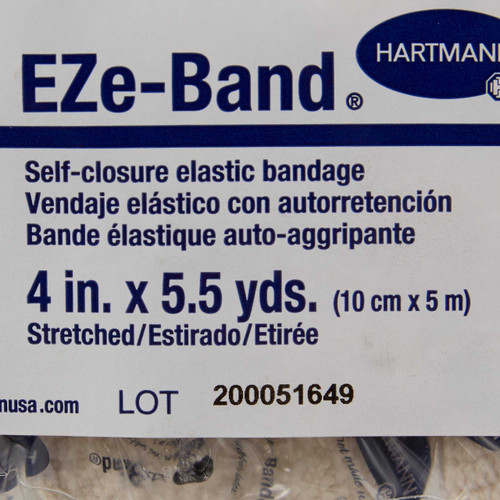 HARTMANN
EZe-Band®
Self-closure elastic bandage
Vendaje elástico con autorretención
Bande élastique auto-aggripante
4 in. x 5.5 yds. (10 cm x 5 m)
Stretched/Estirado/Etirée
nusa.com LOT 200051649